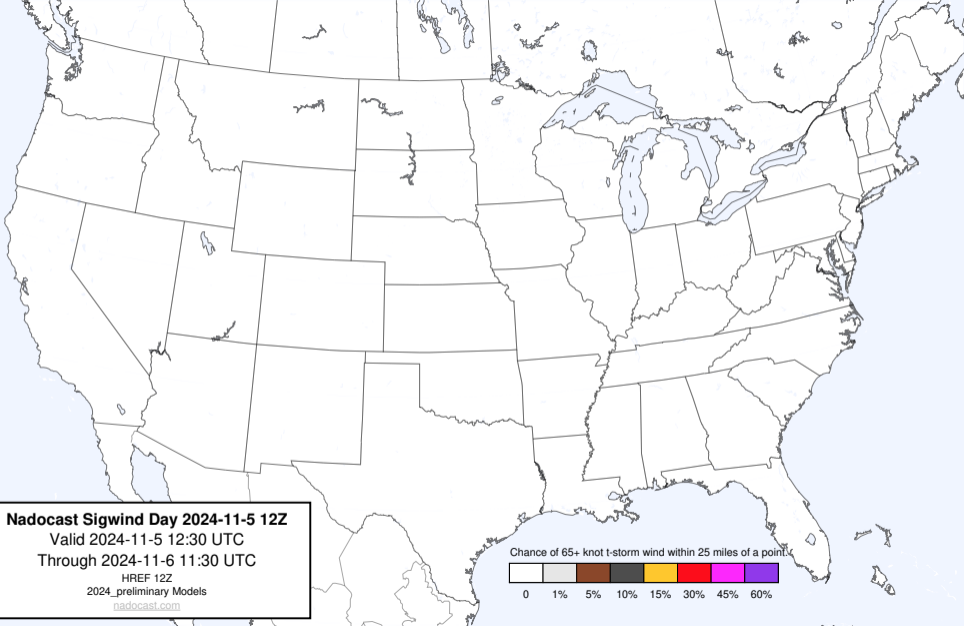 Nadocast Sigwind Day 2024-11-5 12Z
Valid 2024-11-5 12:30 UTC
Through 2024-11-6 11:30 UTC
HREF 12Z
2024_preliminary Models
nadocast.com
Chance of 65+ knot t-storm wind within 25 miles of a point.
0 1% 5% 10% 15% 30% 45% 60%